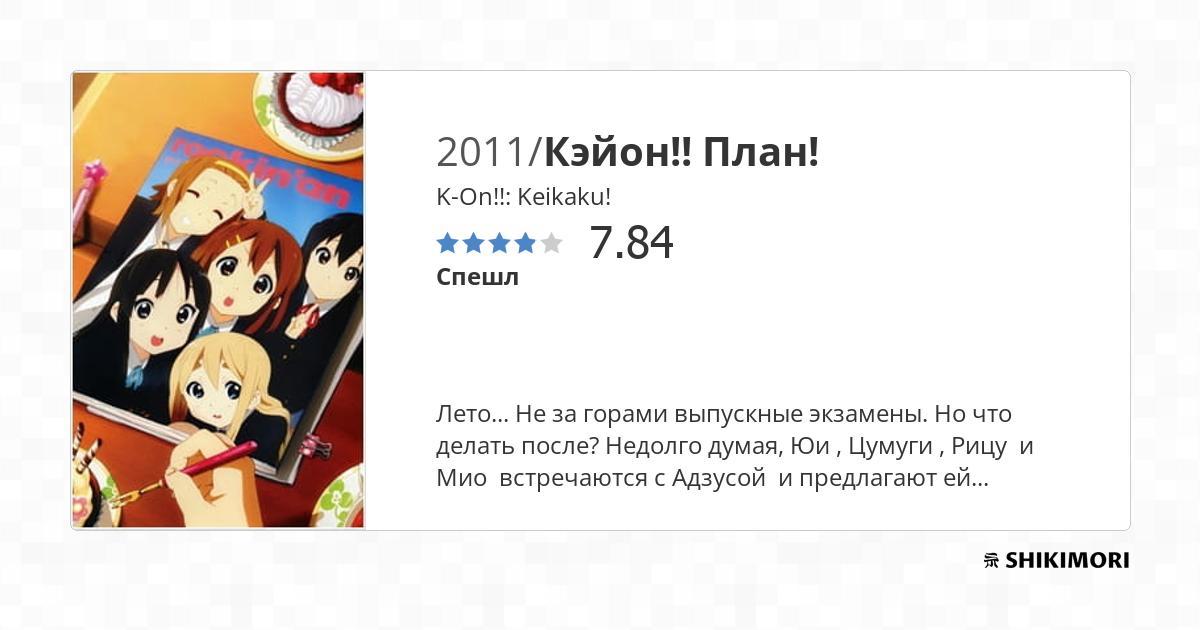 rockin'on
2011/Кэйон!! План!
K-On!!: Keikaku!
7.84
Спешл
Лето... Не за горами выпускные экзамены. Но что
делать после? Недолго думая, Юи , Цумуги , Рицу  и
Мио  встречаются с Адзусой  и предлагают ей...
SHIKIMORI